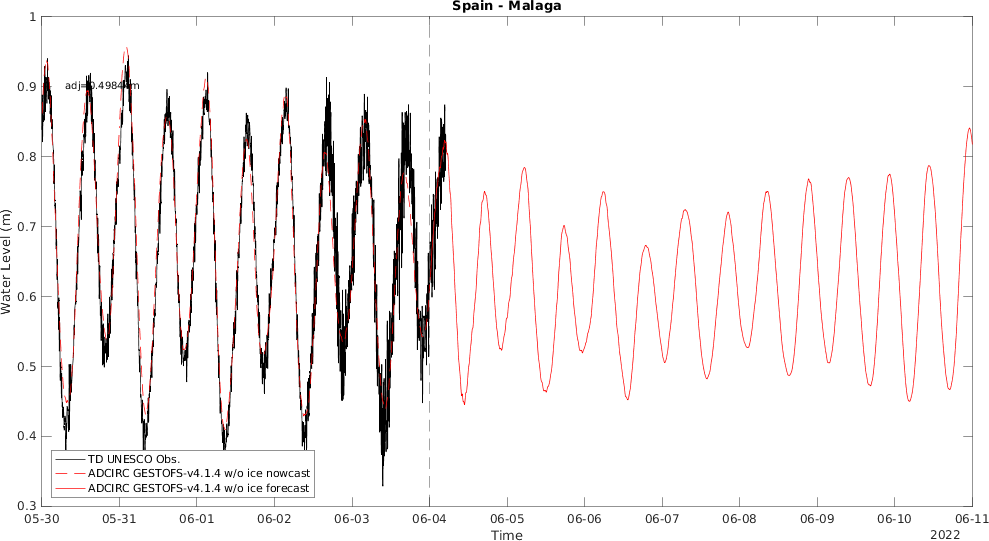 Spain - Malaga
1
0.9
0.8
0.7
0.6
0.5
0.4
0.3
Water Level (m)
adj=0.4984 m
TD UNESCO Obs.
ADCIRC GESTOFS-v4.1.4 w/o ice nowcast
ADCIRC GESTOFS-v4.1.4 w/o ice forecast
05-30 05-31 06-01 06-02 06-03 06-04 06-05 06-06 06-07 06-08 06-09 06-10 06-11
Time
2022